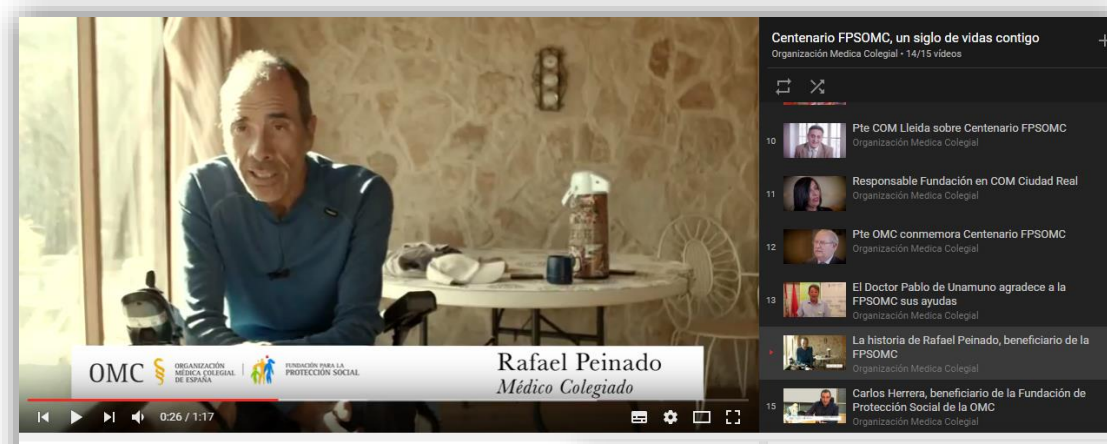 OMC
ORGANIZACIÓN
MÉDICA COLEGIAL
DE ESPAÑA
FUNDACIÓN PARA LA
PROTECCIÓN SOCIAL
Rafael Peinado
Médico Colegiado
0:26 / 1:17
Centenario FPSOMC, un siglo de vidas contigo
Organización Medica Colegial • 14/15 vídeos
10
Pte COM Lleida sobre Centenario FPSOMC
Organización Medica Colegial
11
Responsable Fundación en COM Ciudad Real
Organización Medica Colegial
12
Pte OMC conmemora Centenario FPSOMC
Organización Medica Colegial
13
El Doctor Pablo de Unamuno agradece a la
FPSOMC sus ayudas
Organización Medica Colegial
La historia de Rafael Peinado, beneficiario de la
FPSOMC
Organización Medica Colegial
15
Carlos Herrera, beneficiario de la Fundación de
Protección Social de la OMC
Organización Medica Colegial